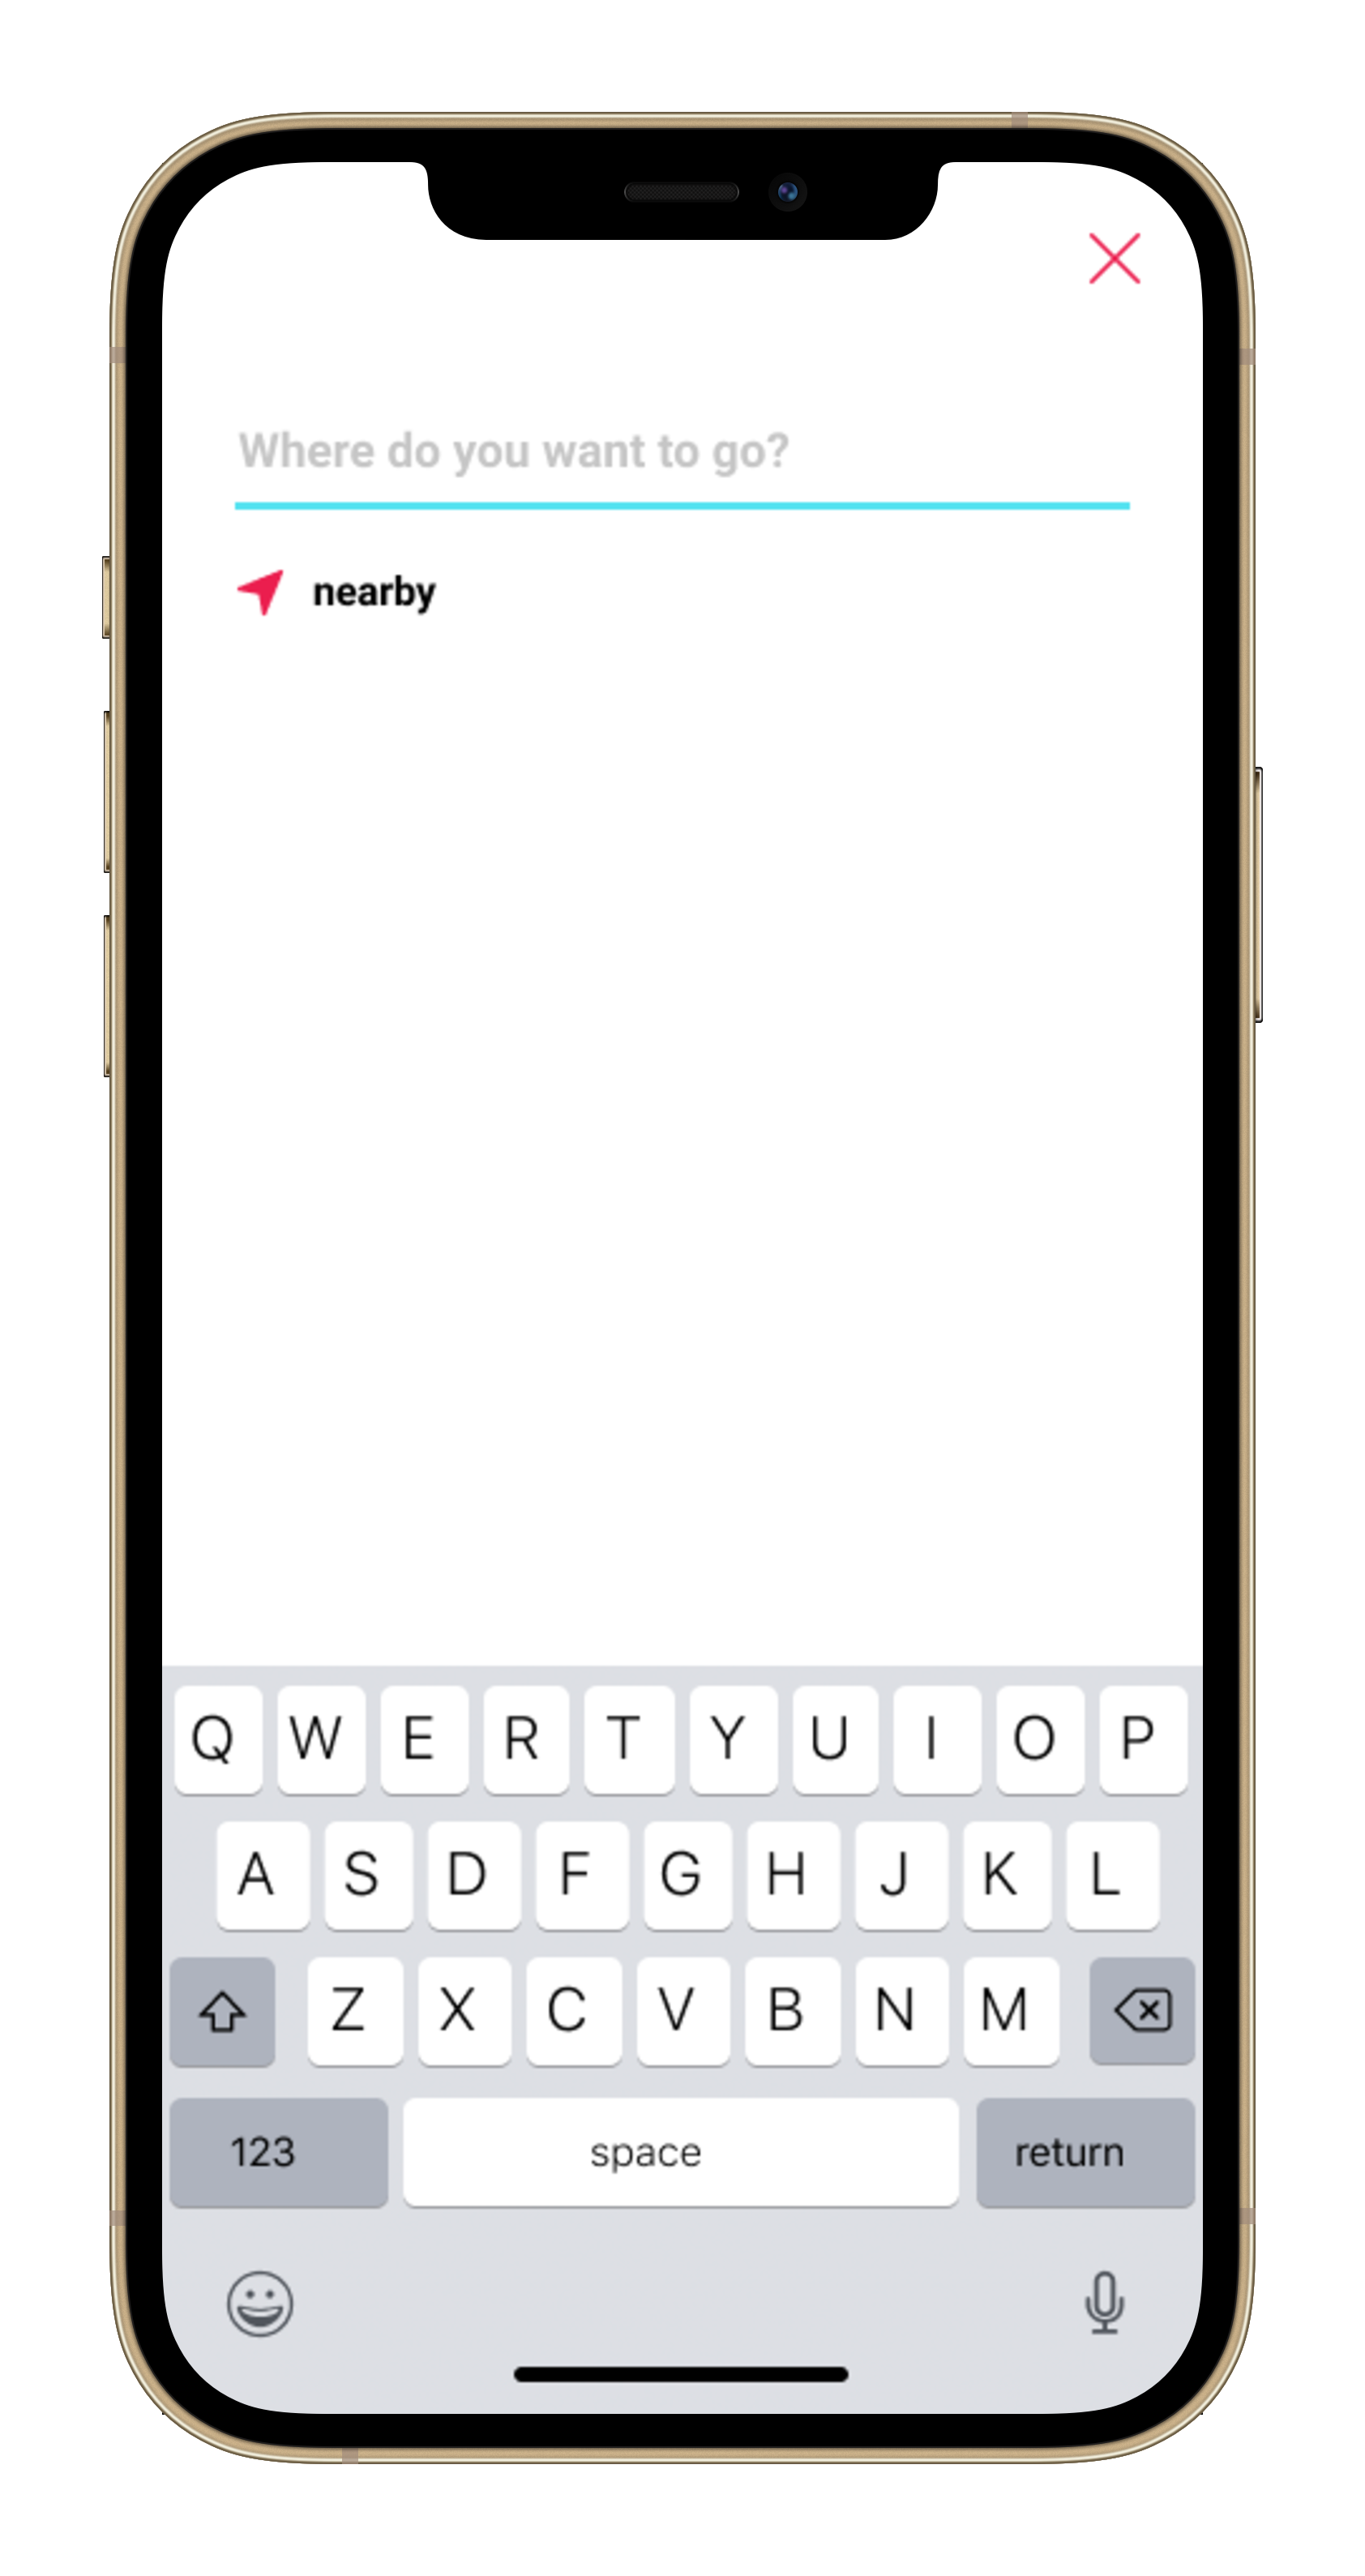 Where do you want to go?
nearby
Q W E R T Y U I O P
A S D F G H J K L
Z X C V B N M
123 space return